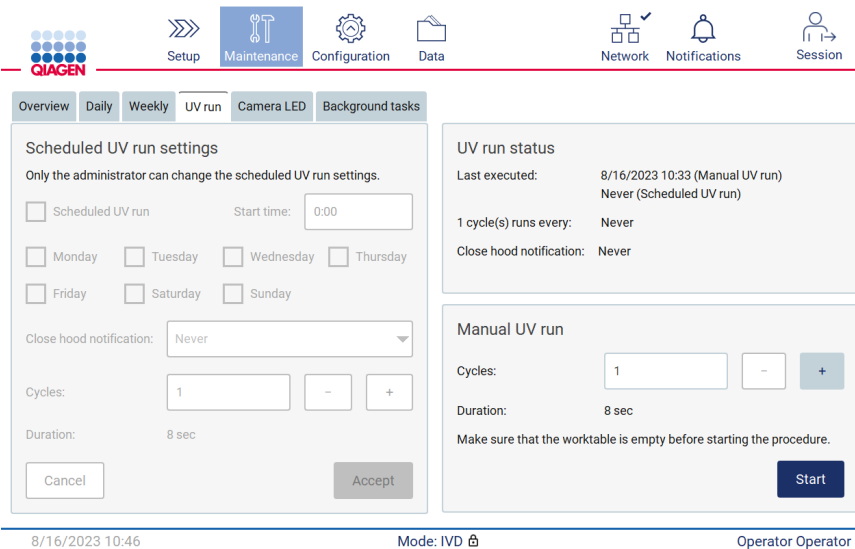 QIAGEN
Setup
Maintenance
Configuration
Data
Network
Notifications
Session
Overview
Daily
Weekly
UV run
Camera LED
Background tasks
Scheduled UV run settings
Only the administrator can change the scheduled UV run settings.
Scheduled UV run
Start time:
0:00
Monday
Tuesday
Wednesday
Thursday
Friday
Saturday
Sunday
Close hood notification:
Never
Cycles:
1
−
+
Duration:
8 sec
Cancel
Accept
UV run status
Last executed:
8/16/2023 10:33 (Manual UV run)
Never (Scheduled UV run)
1 cycle(s) runs every:
Never
Close hood notification:
Never
Manual UV run
Cycles:
1
−
+
Duration:
8 sec
Make sure that the worktable is empty before starting the procedure.
Start
8/16/2023 10:46
Mode: IVD
Operator Operator